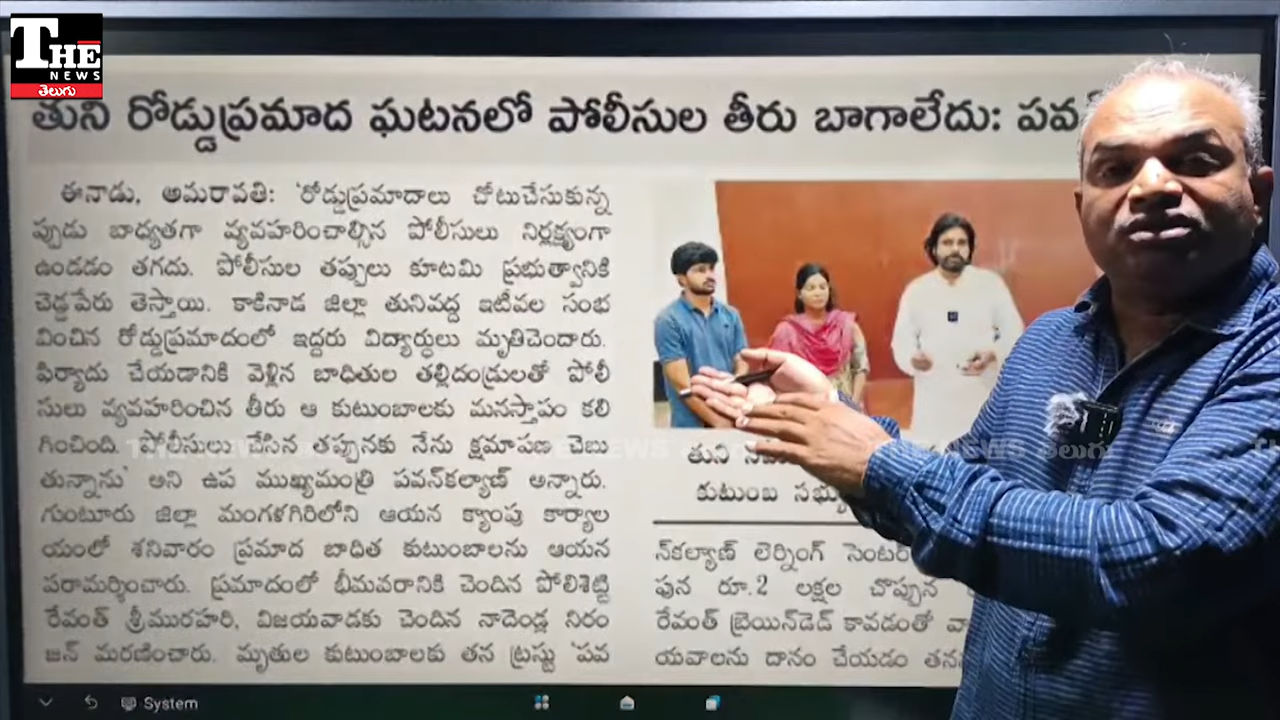 THE
NEWS
తెలుగు
తుని రోడ్డుప్రమాద ఘటనలో పోలీసుల తీరు బాగాలేదు:
ఈనాడు, అమరావతి: ‘రోడ్డుప్రమాదాలు చోటుచేసుకున్న
ప్పుడు బాధ్యతగా వ్యవహరించాల్సిన పోలీసులు నిర్లక్ష్యంగా
ఉండడం తగదు. పోలీసుల తప్పులు కూటమి ప్రభుత్వానికి
చెడ్డపేరు తెస్తాయి. కాకినాడ జిల్లా తునివద్ద ఇటీవల సంభ
వించిన రోడ్డుప్రమాదంలో ఇద్దరు విద్యార్థులు మృతిచెందారు.
ఫిర్యాదు చేయడానికి వెళ్లిన బాధితుల తల్లిదండ్రులతో పోలీ
సులు వ్యవహరించిన తీరు ఆ కుటుంబాలకు మనస్తాపం కలి
గించింది. పోలీసులు చేసిన తప్పునకు నేను క్షమాపణ చెబు
తున్నాను’ అని ఉప ముఖ్యమంత్రి పవన్‌కల్యాణ్ అన్నారు.
గుంటూరు జిల్లా మంగళగిరిలోని ఆయన క్యాంపు కార్యాల
యంలో శనివారం ప్రమాద బాధిత కుటుంబాలను ఆయన
పరామర్శించారు. ప్రమాదంలో భీమవరానికి చెందిన పోలిశెట్టి
రేవంత్ శ్రీమురహరి, విజయవాడకు చెందిన నాదెండ్ల నిరం
జన్ మరణించారు. మృతుల కుటుంబాలకు తన ట్రస్టు ‘పవ
తుని
కుటుంబ
న్‌కల్యాణ్ లెర్నింగ్ సెంటర్
ఫున రూ.2 లక్షల చొప్పున
రేవంత్ బ్రెయిన్‌డెడ్ కావడంతో
యవాలను దానం చేయడం
System